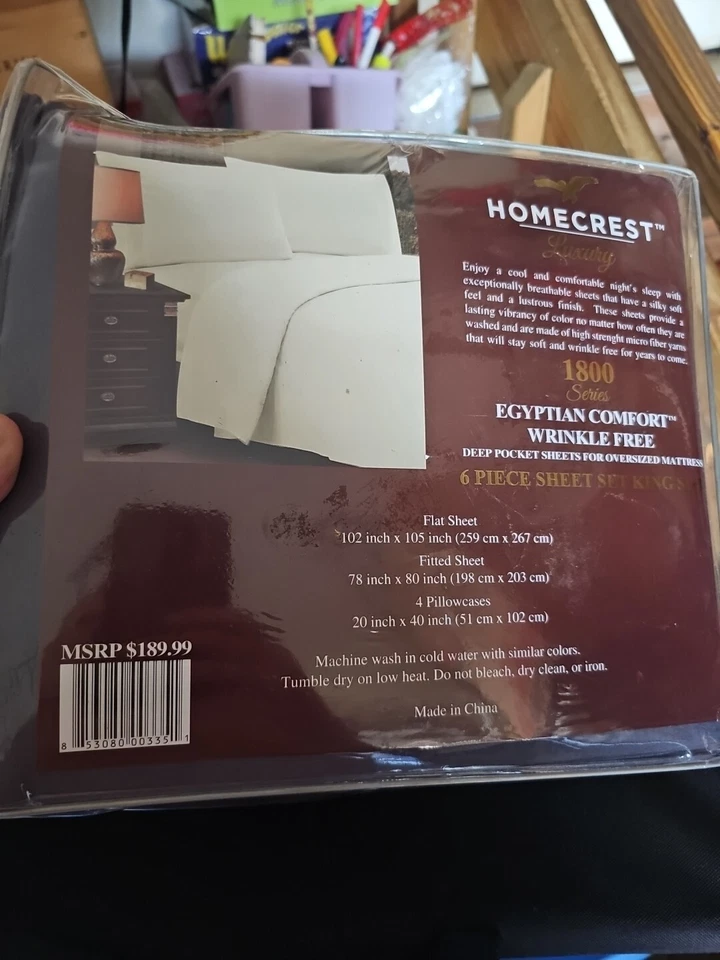 HOMECREST™
Luxury
Enjoy a cool and comfortable night's sleep with
exceptionally breathable sheets that have a silky soft
feel and a lustrous finish. These sheets provide a
lasting vibrancy of color no matter how often they are
washed and are made of high strenght micro fiber yarns
that will stay soft and wrinkle free for years to come.
1800
Series
EGYPTIAN COMFORT™
WRINKLE FREE
DEEP POCKET SHEETS FOR OVERSIZED MATTRESS
6 PIECE SHEET SET KING
Flat Sheet
102 inch x 105 inch (259 cm x 267 cm)
Fitted Sheet
78 inch x 80 inch (198 cm x 203 cm)
4 Pillowcases
20 inch x 40 inch (51 cm x 102 cm)
MSRP $189.99
Machine wash in cold water with similar colors.
Tumble dry on low heat. Do not bleach, dry clean, or iron.
Made in China
8 53080 00335 1